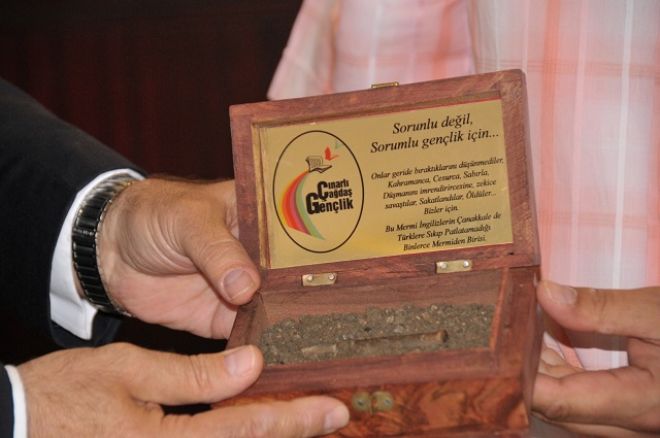 Sorunlu değil,
Sorumlu gençlik için...
Onlar geride bıraktıklarını düşünmediler,
Kahramanca, Cesurca, Sabırla,
Düşmanını imrendirircesine, zekice
savaştılar. Sakatlandılar, Öldüler...
Bizler için.
Bu Mermi İngilizlerin Çanakkale de
Türklere Sıkıp Patlatamadığı
Binlerce Mermiden Birisi.
Çınarlı
Çağdaş
Gençlik